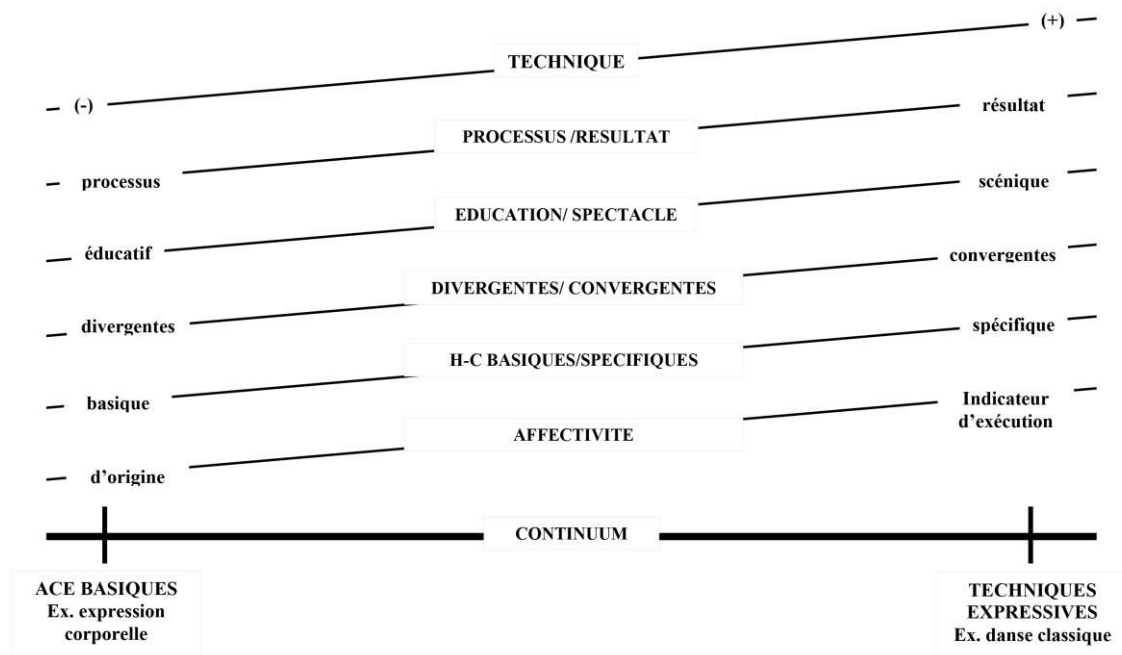 (+)
TECHNIQUE
(-)
résultat
PROCESSUS /RESULTAT
processus
scénique
EDUCATION/ SPECTACLE
éducatif
convergentes
DIVERGENTES/ CONVERGENTES
divergentes
spécifique
H-C BASIQUES/SPECIFIQUES
basique
Indicateur
d’exécution
AFFECTIVITE
d’origine
CONTINUUM
ACE BASIQUES
Ex. expression
corporelle
TECHNIQUES
EXPRESSIVES
Ex. danse classique